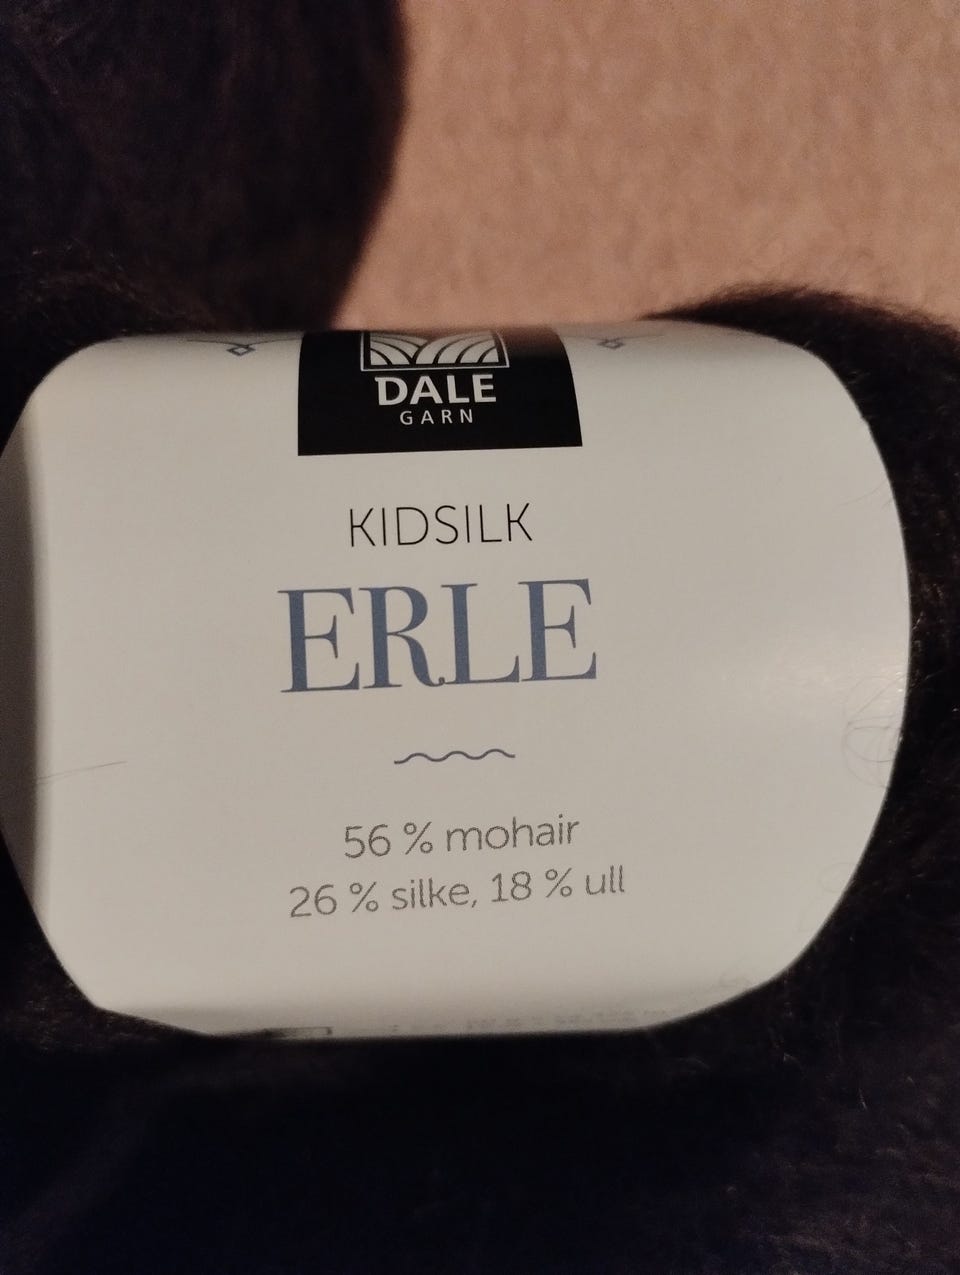 DALE
GARN
KIDSILK
ERLE
56 % mohair
26 % silke, 18 % ull